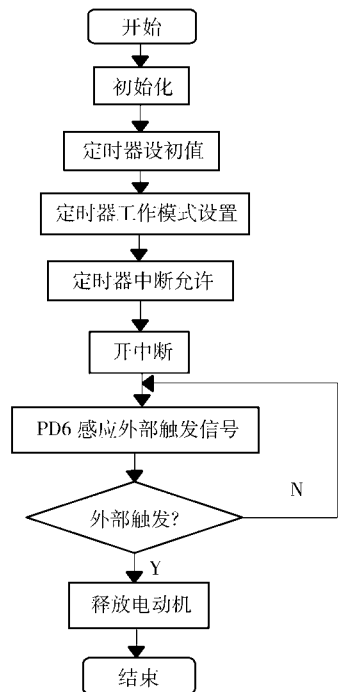 开始
初始化
定时器设初值
定时器工作模式设置
定时器中断允许
开中断
PD6 感应外部触发信号
N
外部触发?
Y
释放电动机
结束